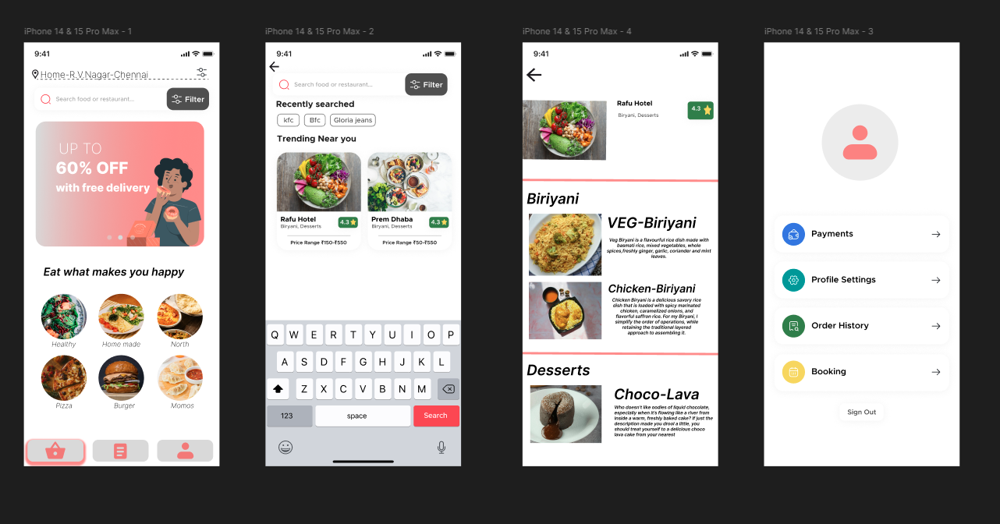 iPhone 14 & 15 Pro Max - 1
9:41
Home-R.V.Nagar-Chennai
Search food or restaurant...
Filter
UP TO
60% OFF
with free delivery
Eat what makes you happy
Healthy
Home made
North
Pizza
Burger
Momos
iPhone 14 & 15 Pro Max - 2
9:41
Search food or restaurant...
Filter
Recently searched
kfc
Bfc
Gloria jeans
Trending Near you
Rafu Hotel
4.3
Biryani, Desserts
Price Range ₹150-₹550
Prem Dhaba
4.3
Biryani, Desserts
Price Range ₹50-₹550
Q W E R T Y U I O P
A S D F G H J K L
Z X C V B N M
123
space
Search
iPhone 14 & 15 Pro Max - 4
9:41
Rafu Hotel
Biryani, Desserts
4.3
Biriyani
VEG-Biriyani
Veg Biryani is a flavourful rice dish made with
basmati rice, mixed vegetables, whole
spices,freshly ginger, garlic, coriander and mint
leaves.
Chicken-Biriyani
Chicken Biryani is a delicious savory rice
dish that is loaded with spicy marinated
chicken, caramelized onions, and
flavorful saffron rice. For my Biryani, I
simplify the order of operations, while
retaining the traditional layered
approach to assembling it.
Desserts
Choco-Lava
Who doesn't like oodles of liquid chocolate,
especially when it's flowing like a river from
inside a warm, freshly baked cake? If just the
description made you drool a little, you
should treat yourself to a delicious choco
lava cake from your nearest
iPhone 14 & 15 Pro Max - 3
Payments
Profile Settings
Order History
Booking
Sign Out